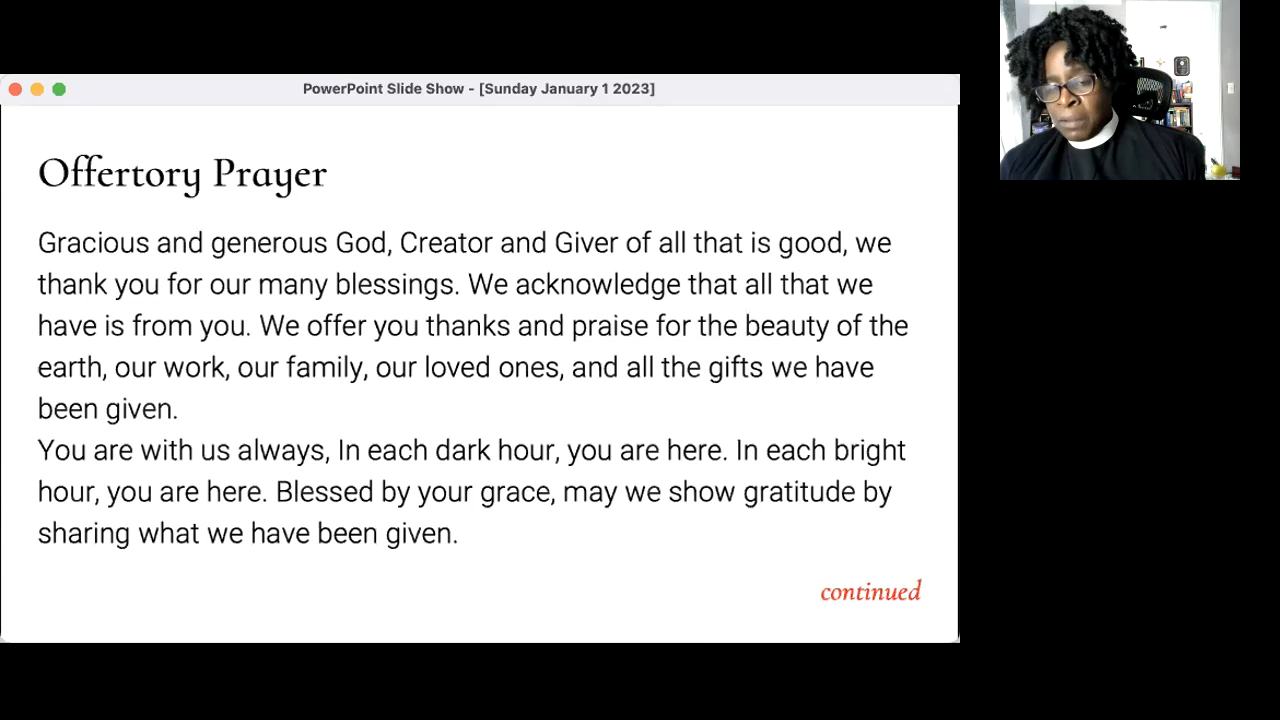 PowerPoint Slide Show - [Sunday January 1 2023]
Offertory Prayer
Gracious and generous God, Creator and Giver of all that is good, we
thank you for our many blessings. We acknowledge that all that we
have is from you. We offer you thanks and praise for the beauty of the
earth, our work, our family, our loved ones, and all the gifts we have
been given.
You are with us always, In each dark hour, you are here. In each bright
hour, you are here. Blessed by your grace, may we show gratitude by
sharing what we have been given.
continued